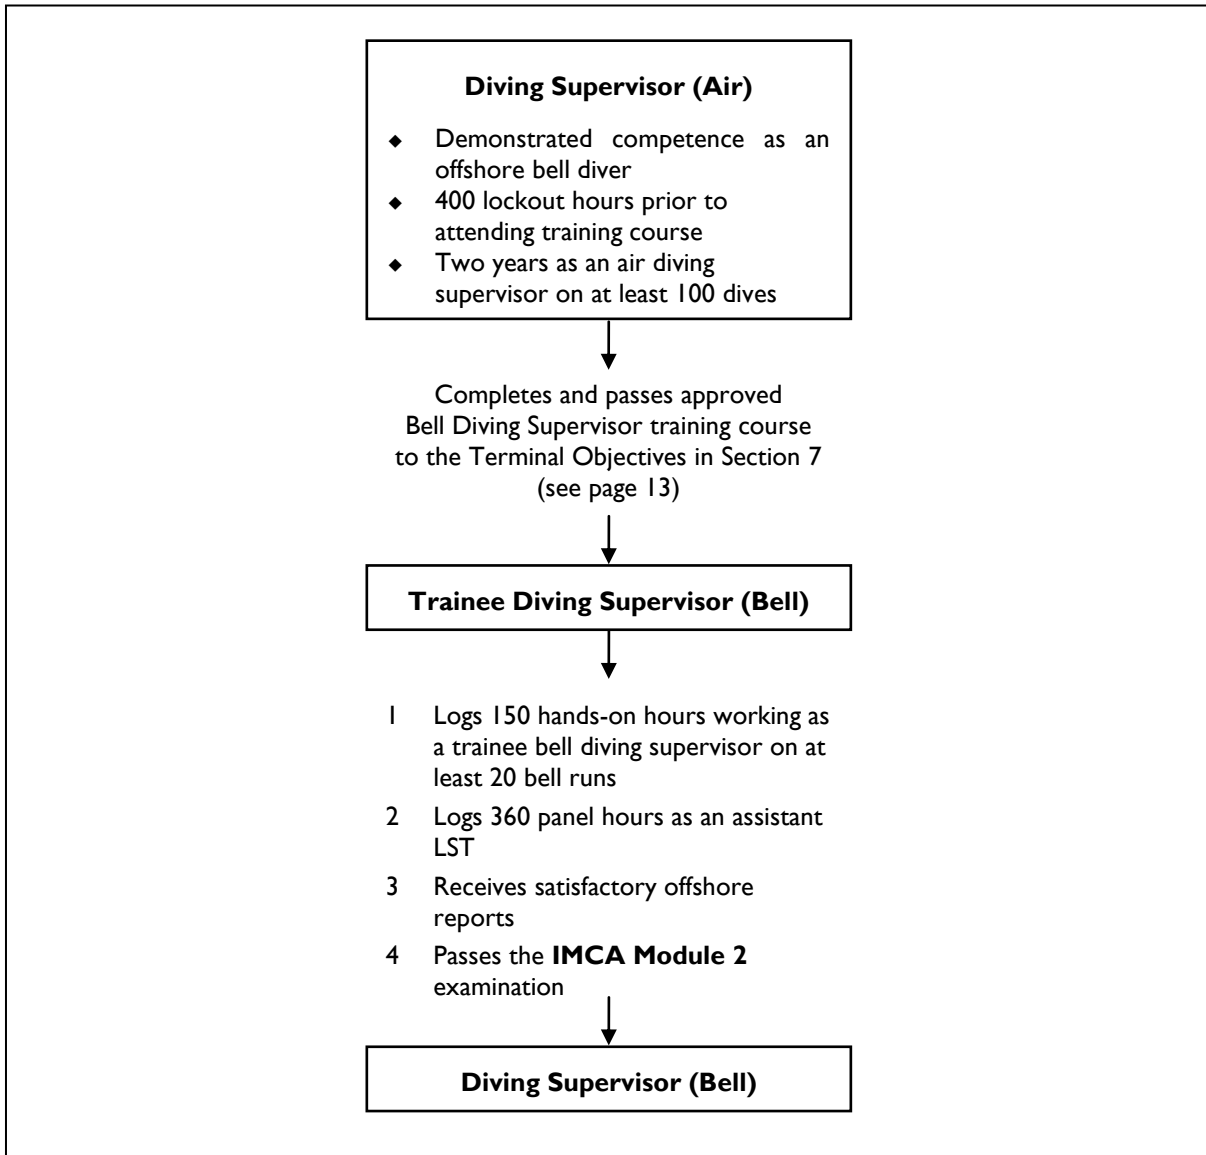 Diving Supervisor (Air)
◆ Demonstrated competence as an
offshore bell diver
◆ 400 lockout hours prior to
attending training course
◆ Two years as an air diving
supervisor on at least 100 dives
Completes and passes approved
Bell Diving Supervisor training course
to the Terminal Objectives in Section 7
(see page 13)
Trainee Diving Supervisor (Bell)
1 Logs 150 hands-on hours working as
a trainee bell diving supervisor on at
least 20 bell runs
2 Logs 360 panel hours as an assistant
LST
3 Receives satisfactory offshore
reports
4 Passes the IMCA Module 2
examination
Diving Supervisor (Bell)